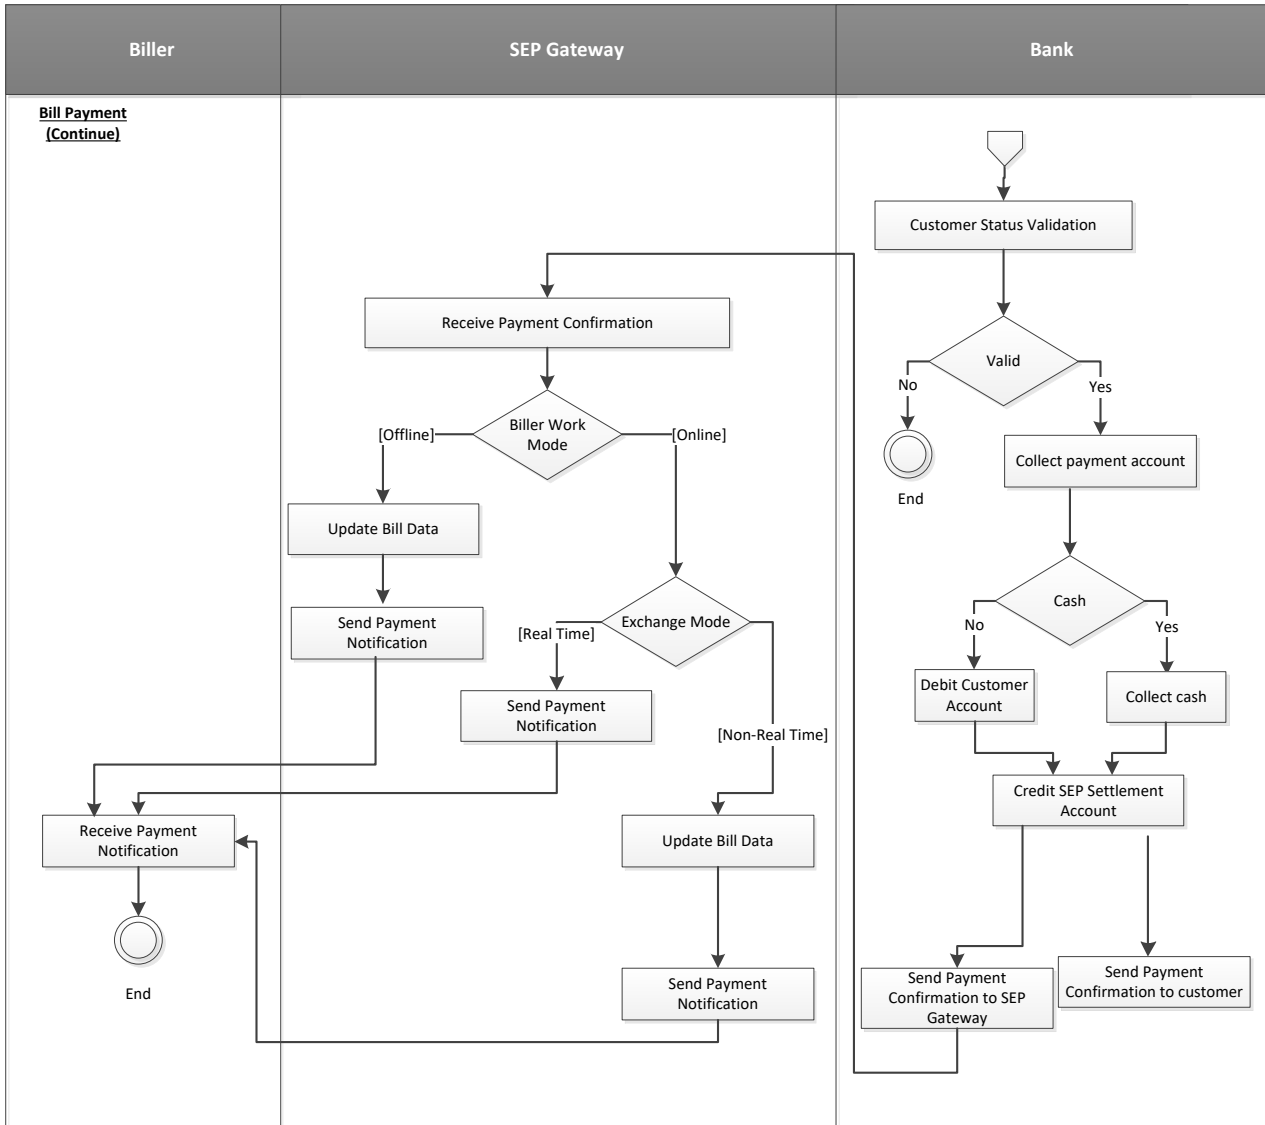 Biller
SEP Gateway
Bank
Bill Payment
(Continue)
Customer Status Validation
Receive Payment Confirmation
Valid
No
Yes
Biller Work
Mode
[Offline]
[Online]
Collect payment account
End
Update Bill Data
Cash
Send Payment
Notification
Exchange Mode
[Real Time]
No
Yes
Debit Customer
Account
Collect cash
Send Payment
Notification
[Non-Real Time]
Credit SEP Settlement
Account
Receive Payment
Notification
Update Bill Data
End
Send Payment
Notification
Send Payment
Confirmation to SEP
Gateway
Send Payment
Confirmation to customer